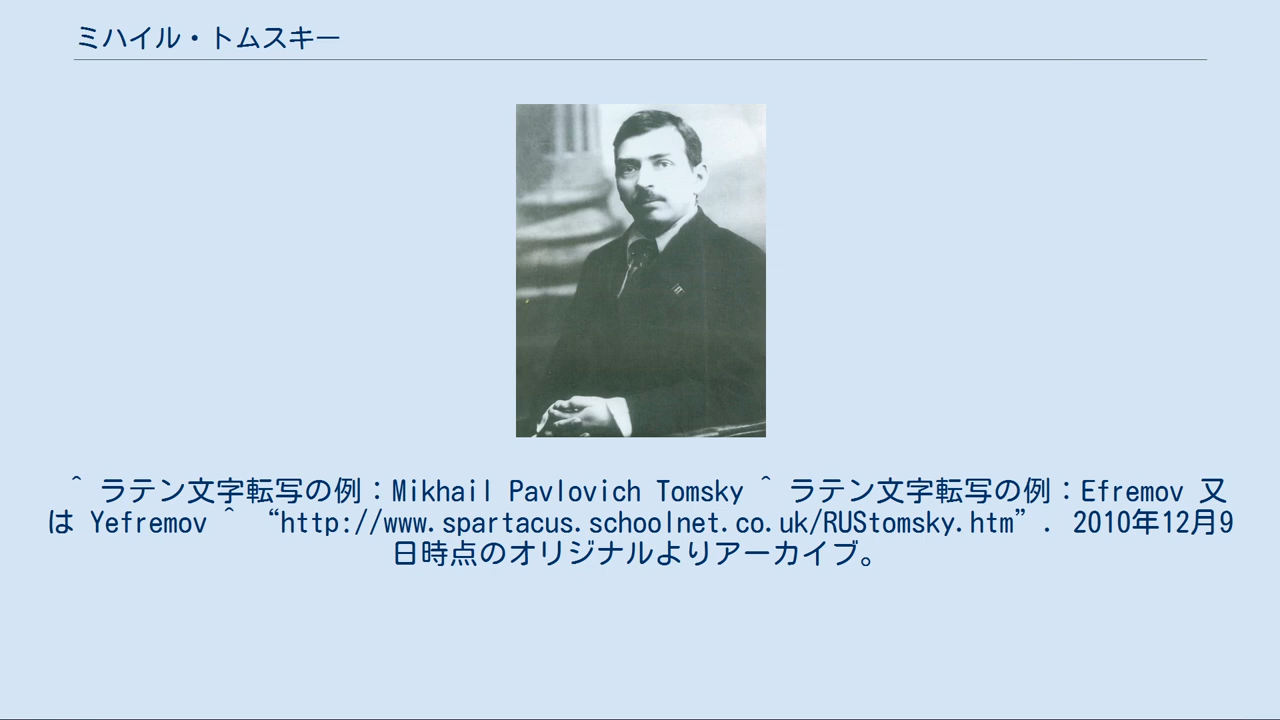 ミハイル・トムスキー
^ ラテン文字転写の例：Mikhail Pavlovich Tomsky ^ ラテン文字転写の例：Efremov 又
は Yefremov ^ “http://www.spartacus.schoolnet.co.uk/RUStomsky.htm”. 2010年12月9
日時点のオリジナルよりアーカイブ。